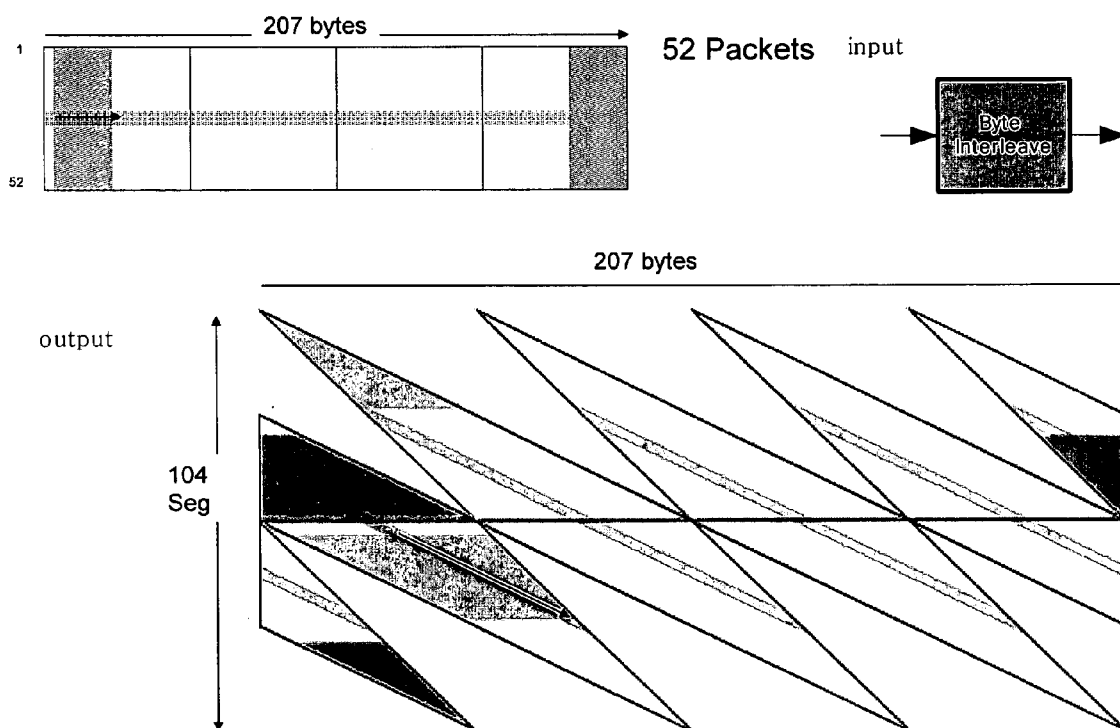 207 bytes
1
52 Packets
input
Byte
Interleave
52
207 bytes
output
104
Seg